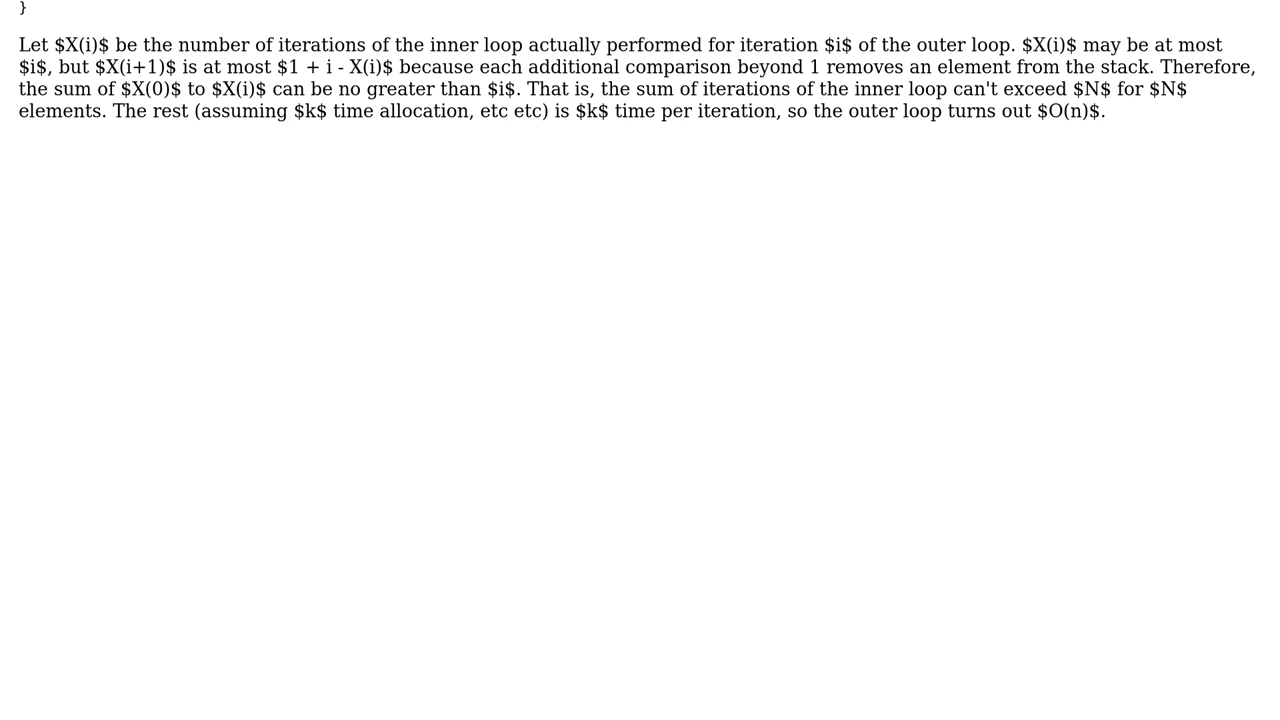 }
Let $X(i)$ be the number of iterations of the inner loop actually performed for iteration $i$ of the outer loop. $X(i)$ may be at most
$i$, but $X(i+1)$ is at most $1 + i - X(i)$ because each additional comparison beyond 1 removes an element from the stack. Therefore,
the sum of $X(0)$ to $X(i)$ can be no greater than $i$. That is, the sum of iterations of the inner loop can't exceed $N$ for $N$
elements. The rest (assuming $k$ time allocation, etc etc) is $k$ time per iteration, so the outer loop turns out $O(n)$.